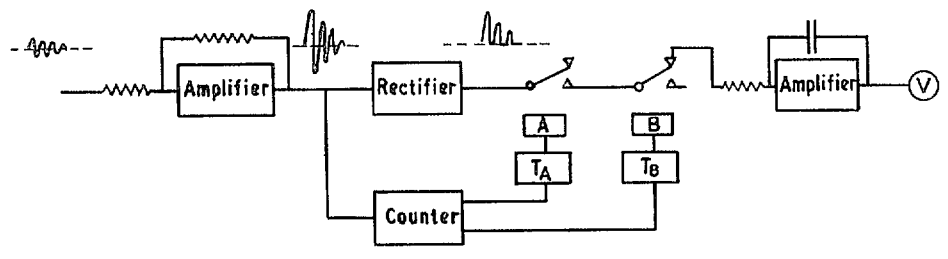 Amplifier
Rectifier
Amplifier
V
A
B
TA
TB
Counter